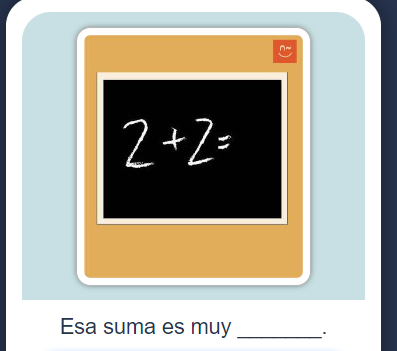 2+2=
Esa suma es muy _______.